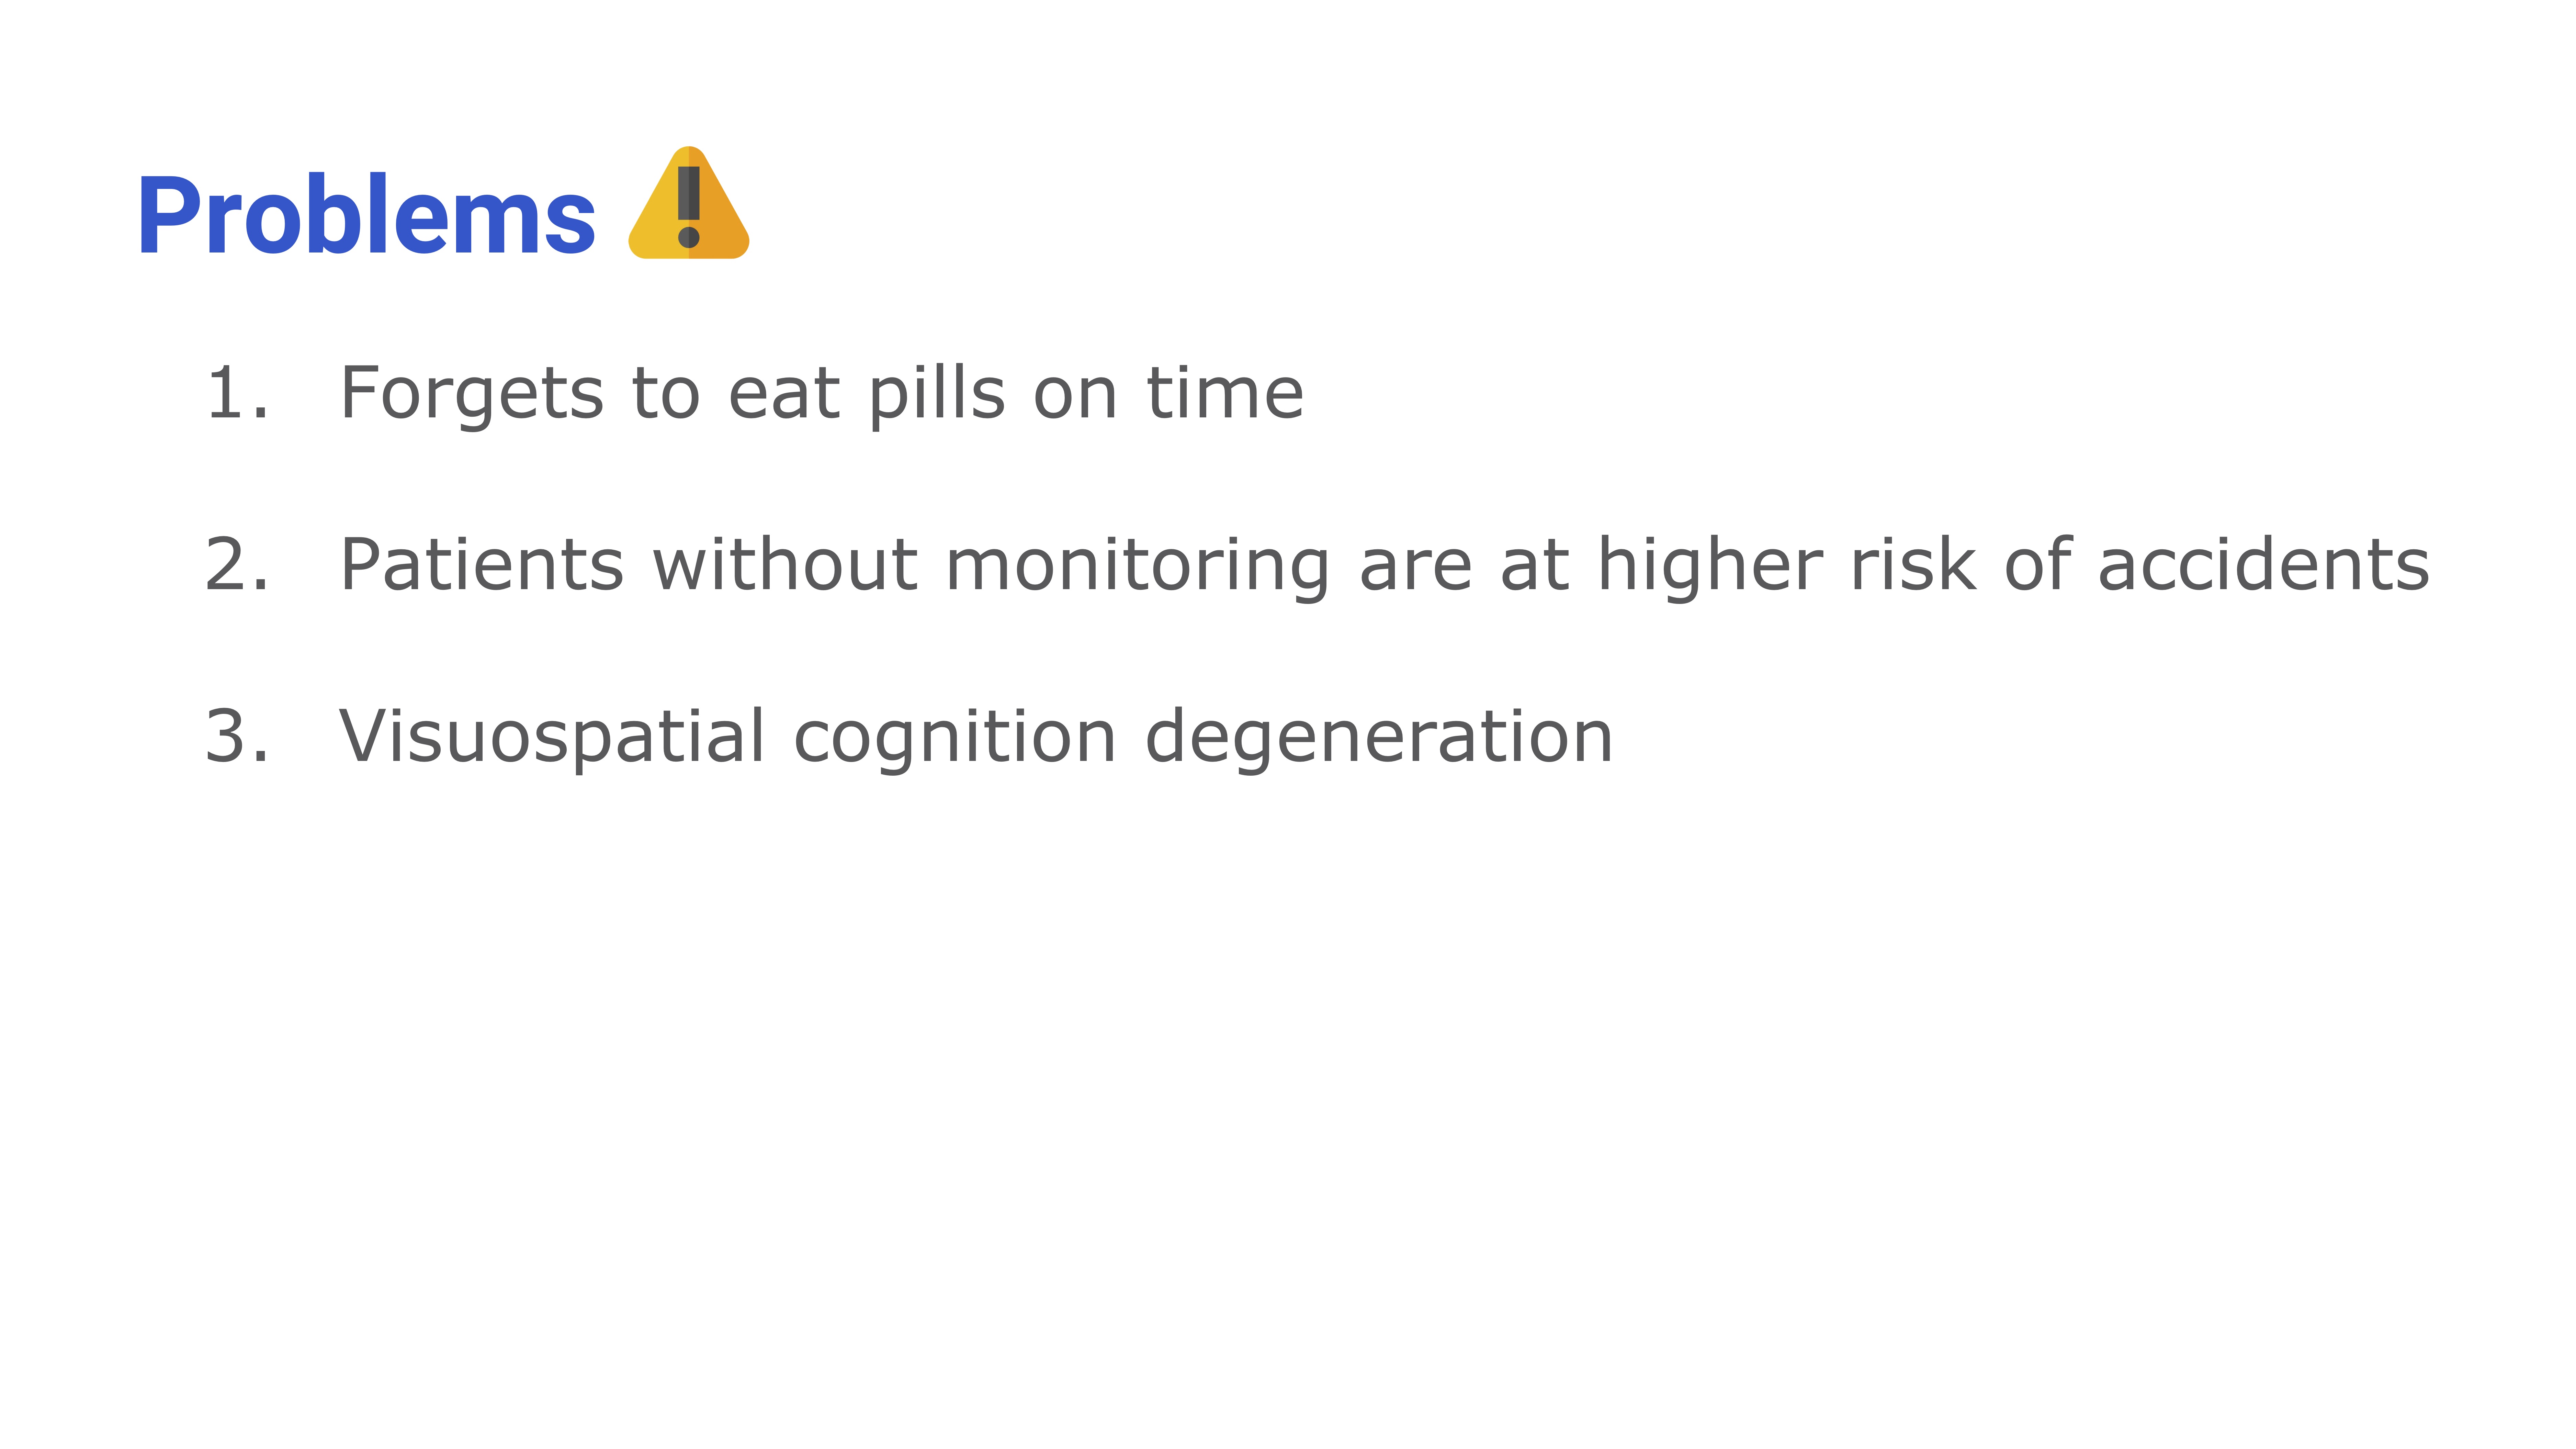 Problems
1. Forgets to eat pills on time
2. Patients without monitoring are at higher risk of accidents
3. Visuospatial cognition degeneration